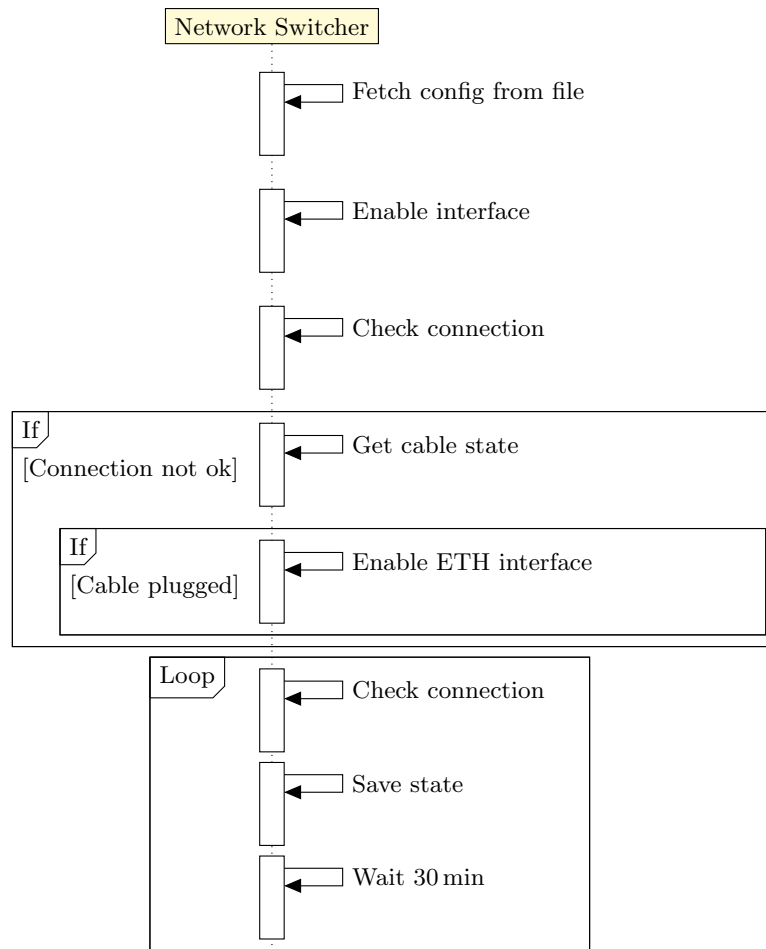 Network Switcher
Fetch config from file
Enable interface
Check connection
If
Get cable state
[Connection not ok]
If
Enable ETH interface
[Cable plugged]
Loop
Check connection
Save state
Wait 30 min